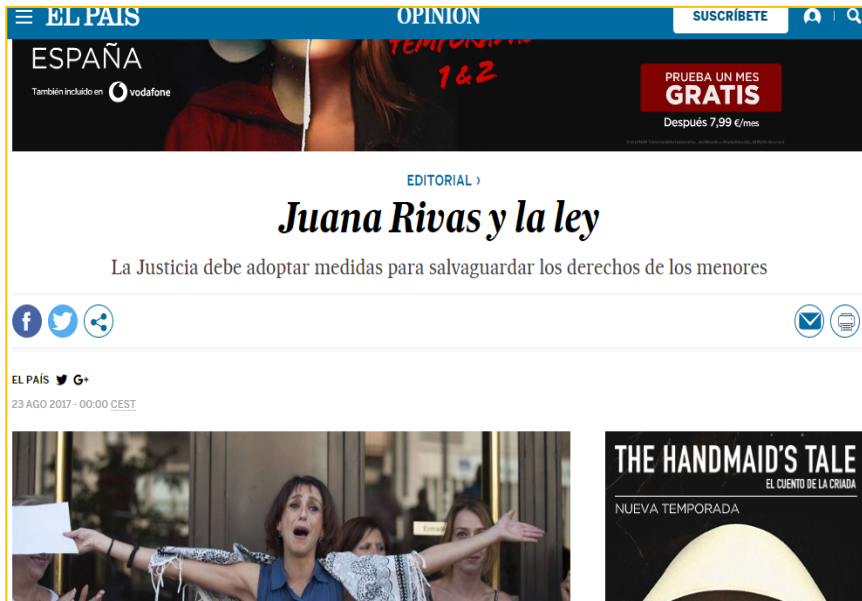 EL PAÍS
OPINIÓN
SUSCRÍBETE
TEMPORADAS
1 & 2
ESPAÑA
También incluido en vodafone
PRUEBA UN MES
GRATIS
Después 7,99 €/mes
EDITORIAL ›
Juana Rivas y la ley
La Justicia debe adoptar medidas para salvaguardar los derechos de los menores
EL PAÍS G+
23 AGO 2017 - 00:00 CEST
THE HANDMAID'S TALE
EL CUENTO DE LA CRIADA
NUEVA TEMPORADA